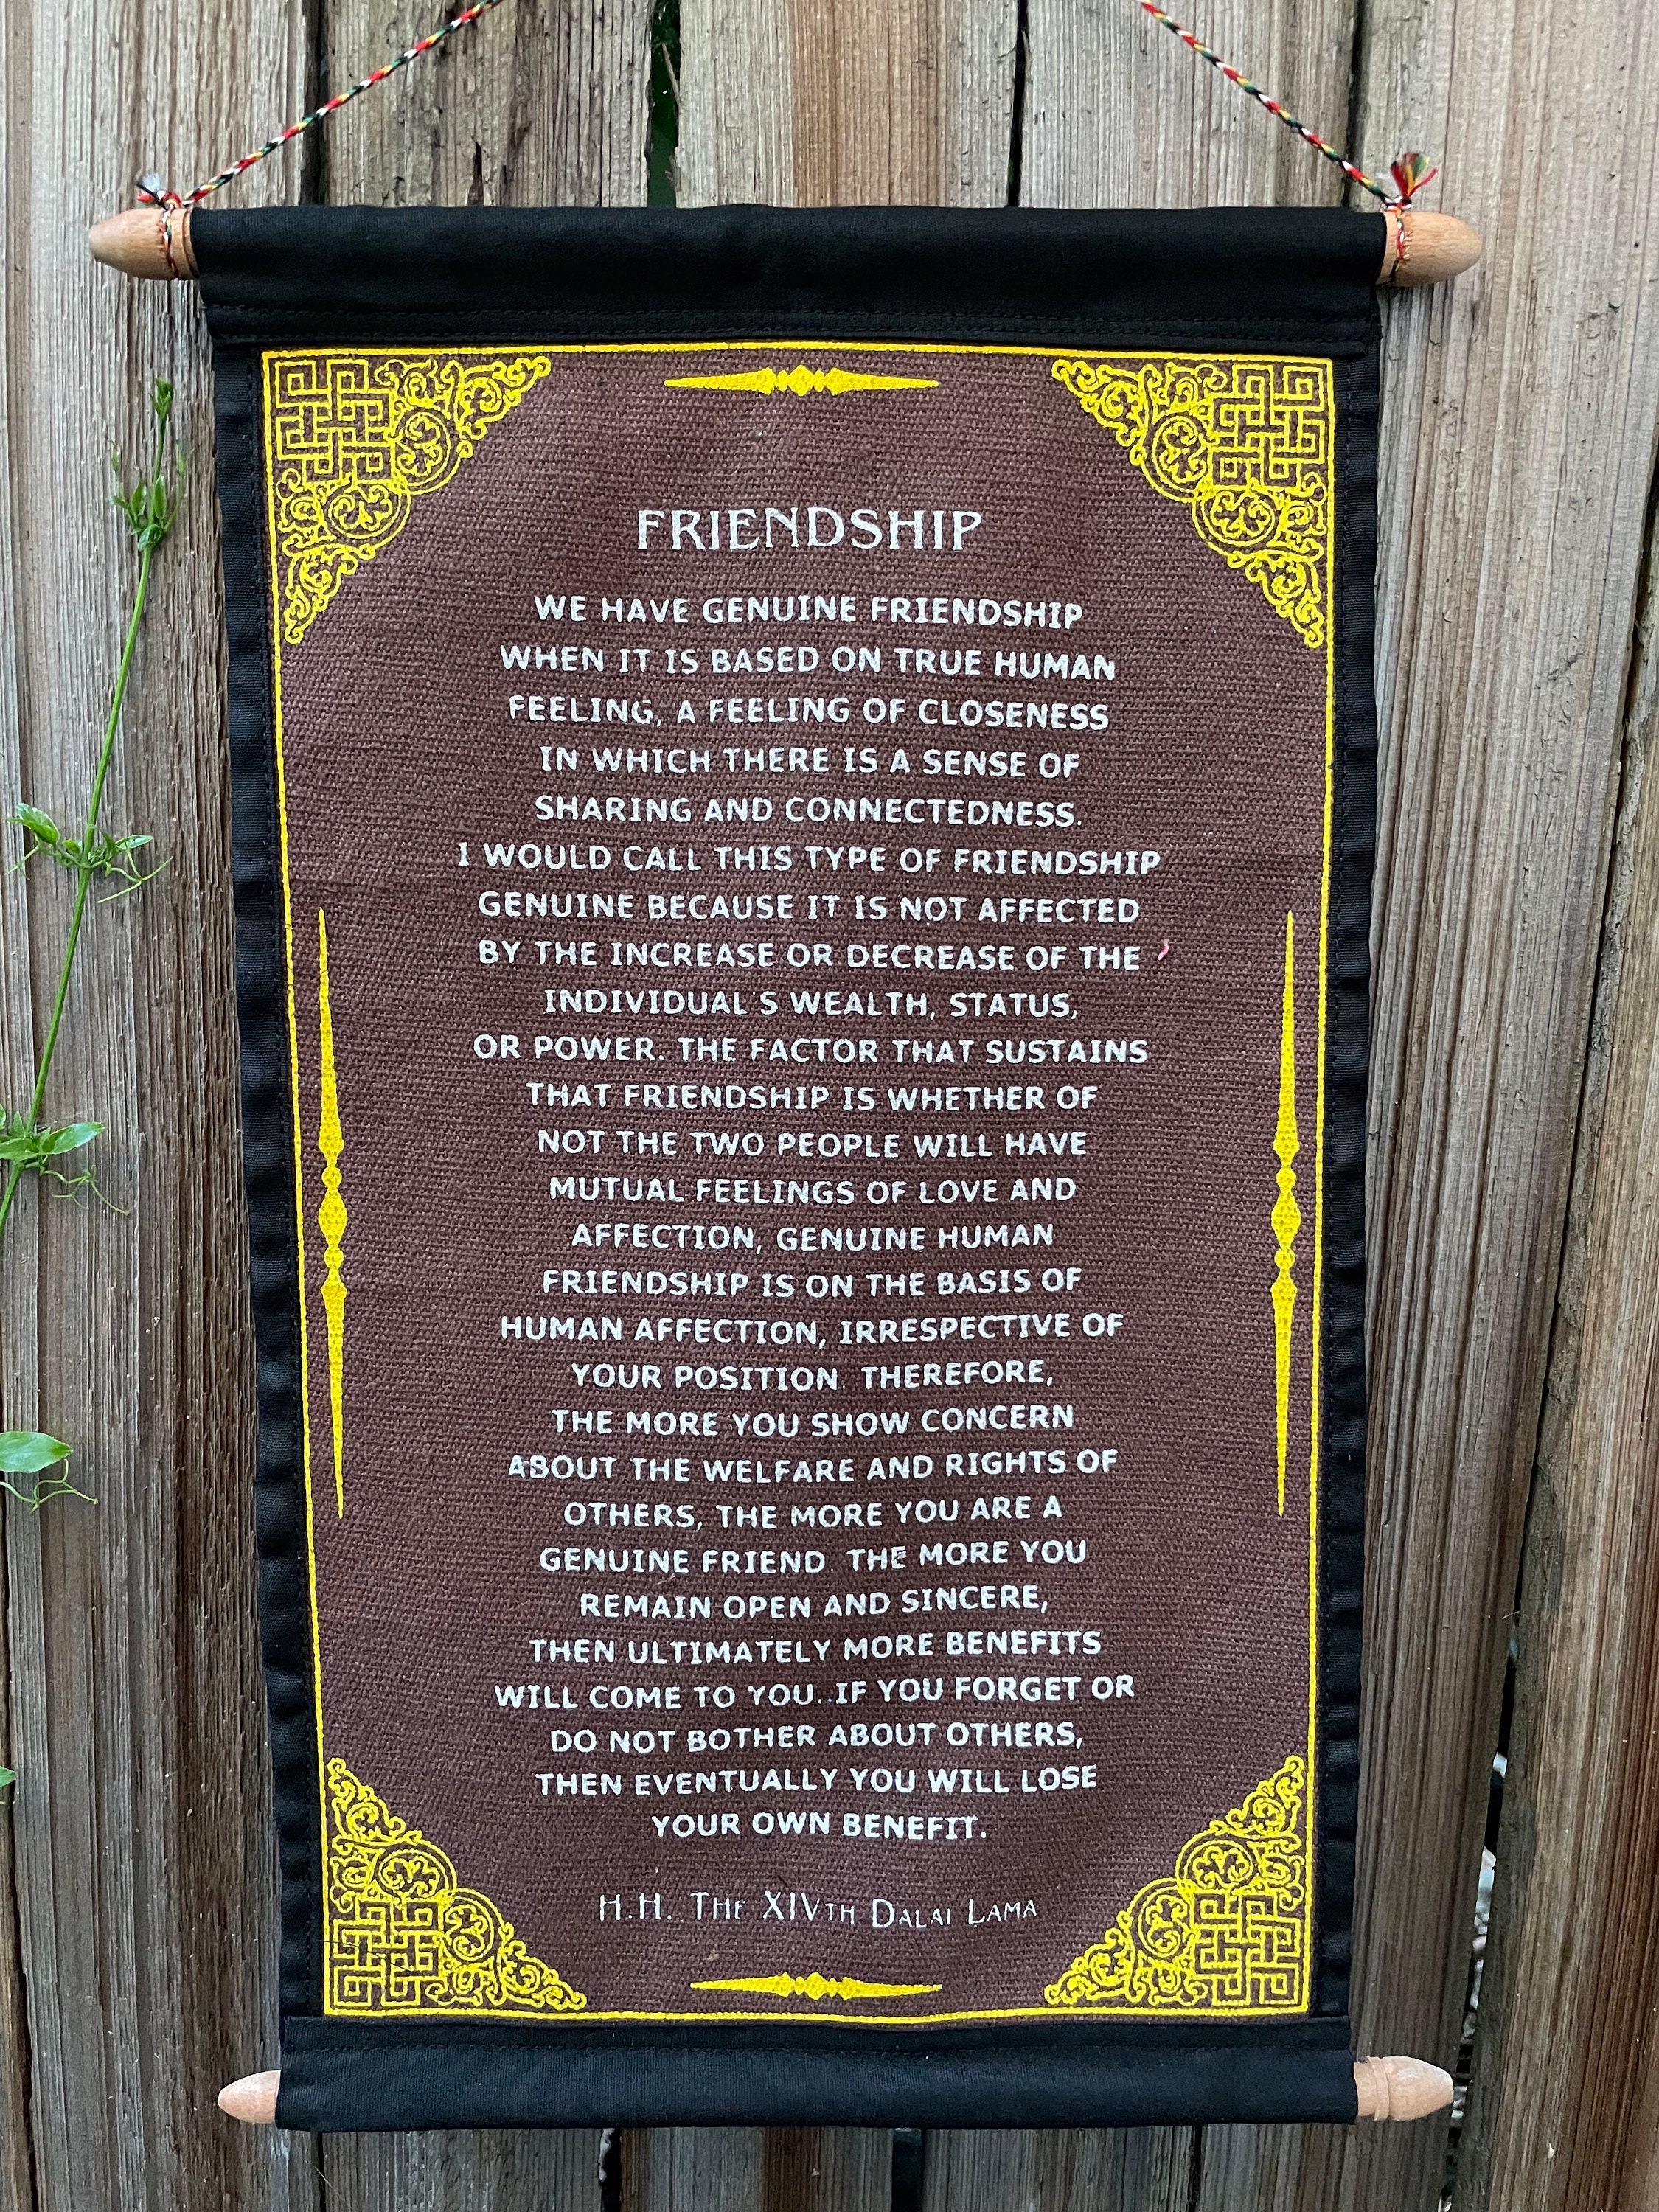 FRIENDSHIP
WE HAVE GENUINE FRIENDSHIP
WHEN IT IS BASED ON TRUE HUMAN
FEELING, A FEELING OF CLOSENESS
IN WHICH THERE IS A SENSE OF
SHARING AND CONNECTEDNESS.
I WOULD CALL THIS TYPE OF FRIENDSHIP
GENUINE BECAUSE IT IS NOT AFFECTED
BY THE INCREASE OR DECREASE OF THE
INDIVIDUAL S WEALTH, STATUS,
OR POWER. THE FACTOR THAT SUSTAINS
THAT FRIENDSHIP IS WHETHER OF
NOT THE TWO PEOPLE WILL HAVE
MUTUAL FEELINGS OF LOVE AND
AFFECTION, GENUINE HUMAN
FRIENDSHIP IS ON THE BASIS OF
HUMAN AFFECTION, IRRESPECTIVE OF
YOUR POSITION. THEREFORE,
THE MORE YOU SHOW CONCERN
ABOUT THE WELFARE AND RIGHTS OF
OTHERS, THE MORE YOU ARE A
GENUINE FRIEND. THE MORE YOU
REMAIN OPEN AND SINCERE,
THEN ULTIMATELY MORE BENEFITS
WILL COME TO YOU..IF YOU FORGET OR
DO NOT BOTHER ABOUT OTHERS,
THEN EVENTUALLY YOU WILL LOSE
YOUR OWN BENEFIT.
H.H. THE XIVTH DALAI LAMA